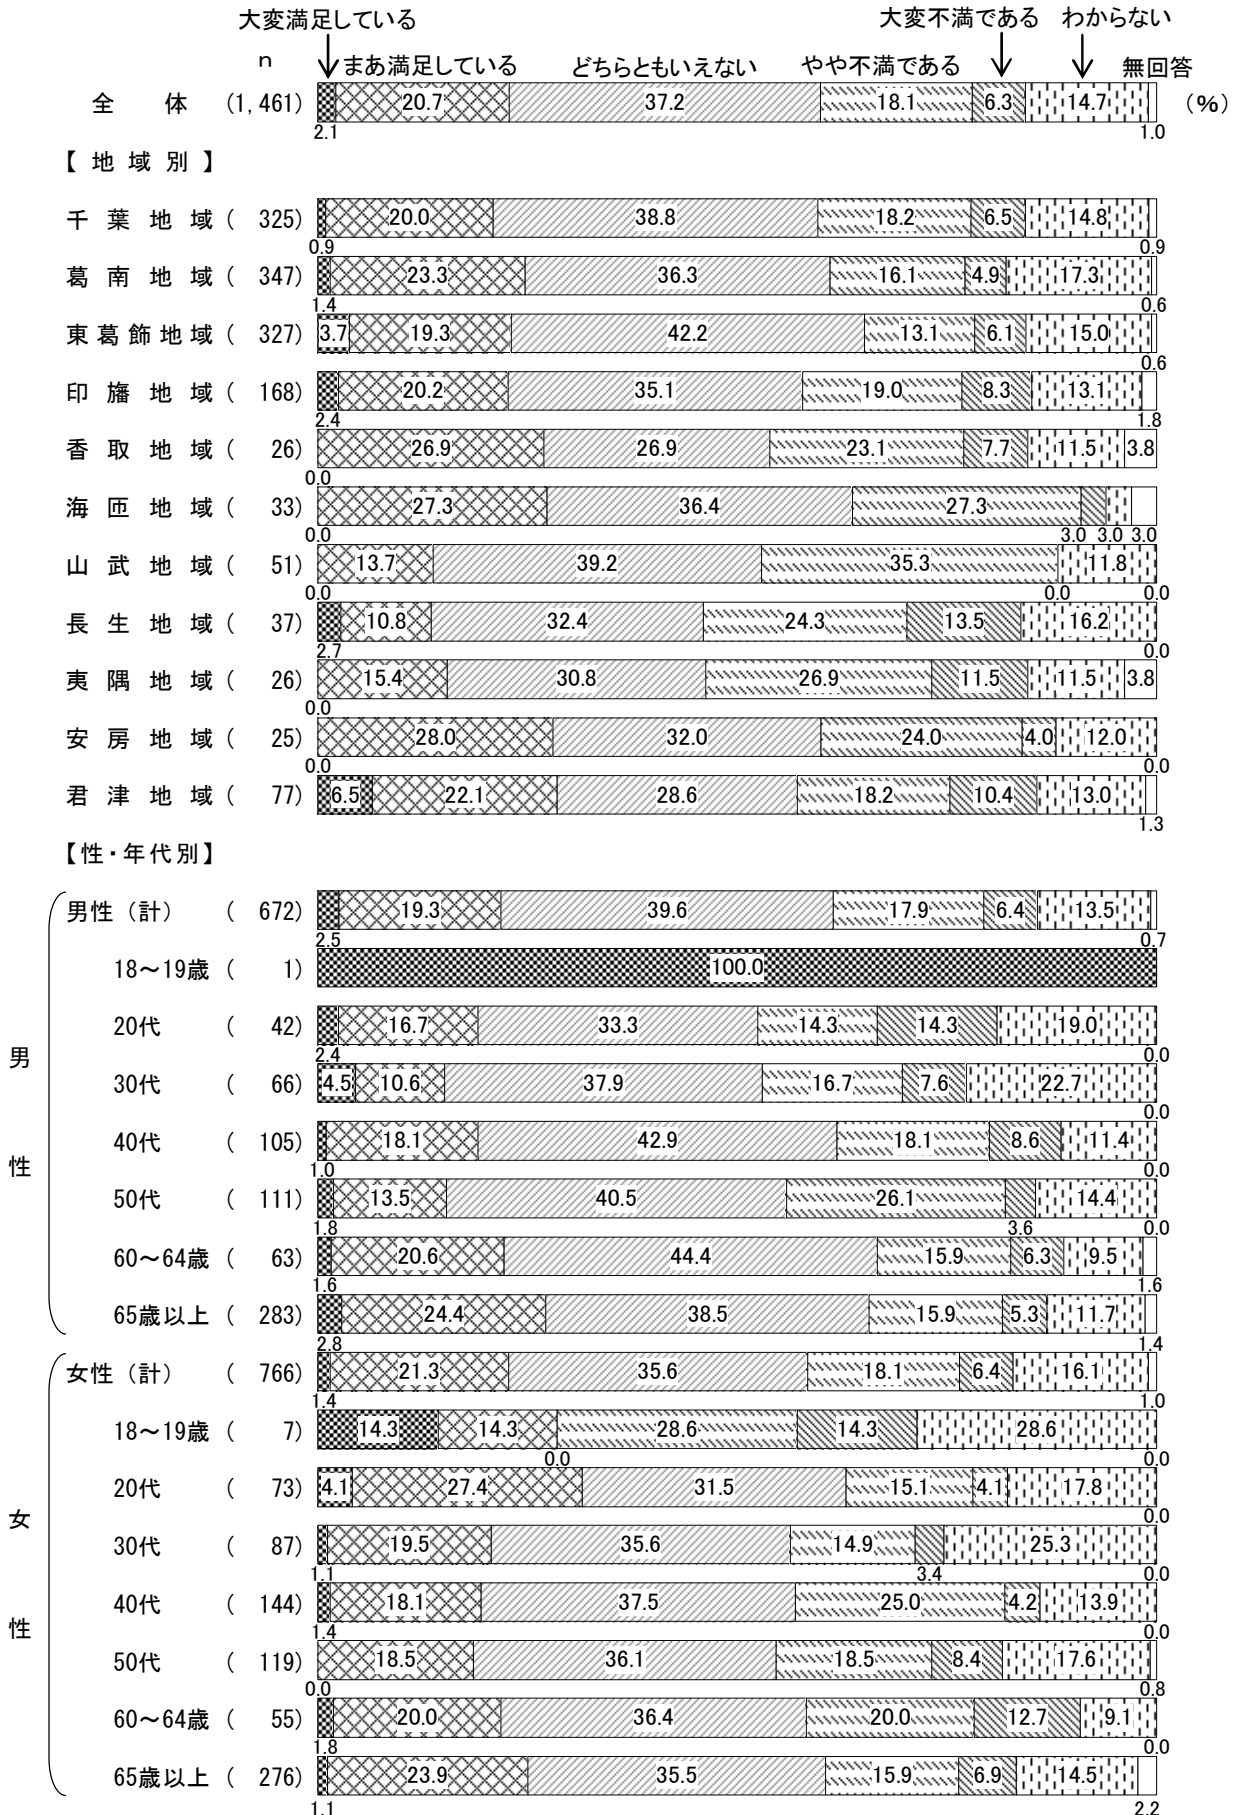 大変満足している 大変不満である わからない
n まあ満足している どちらともいえない やや不満である 無回答
全 体 (1,461) 20.7 37.2 18.1 6.3 14.7 (%)
2.1 1.0
【 地 域 別 】
千 葉 地 域 ( 325) 20.0 38.8 18.2 6.5 14.8
0.9 0.9
葛 南 地 域 ( 347) 23.3 36.3 16.1 4.9 17.3
1.4 0.6
東 葛 飾 地 域 ( 327) 3.7 19.3 42.2 13.1 6.1 15.0
0.6
印 旛 地 域 ( 168) 20.2 35.1 19.0 8.3 13.1
2.4 1.8
香 取 地 域 ( 26) 26.9 26.9 23.1 7.7 11.5 3.8
0.0
海 匝 地 域 ( 33) 27.3 36.4 27.3
0.0 3.0 3.0 3.0
山 武 地 域 ( 51) 13.7 39.2 35.3 11.8
0.0 0.0 0.0
長 生 地 域 ( 37) 10.8 32.4 24.3 13.5 16.2
2.7 0.0
夷 隅 地 域 ( 26) 15.4 30.8 26.9 11.5 11.5 3.8
0.0
安 房 地 域 ( 25) 28.0 32.0 24.0 4.0 12.0
0.0 0.0
君 津 地 域 ( 77) 6.5 22.1 28.6 18.2 10.4 13.0
1.3
【性・年代別】
男性（計） ( 672) 19.3 39.6 17.9 6.4 13.5
2.5 0.7
18～19歳 ( 1) 100.0
20代 ( 42) 16.7 33.3 14.3 14.3 19.0
2.4 0.0
男
30代 ( 66) 4.5 10.6 37.9 16.7 7.6 22.7
0.0
40代 ( 105) 18.1 42.9 18.1 8.6 11.4
1.0 0.0
性
50代 ( 111) 13.5 40.5 26.1 14.4
1.8 3.6 0.0
60～64歳 ( 63) 20.6 44.4 15.9 6.3 9.5
1.6 1.6
65歳以上 ( 283) 24.4 38.5 15.9 5.3 11.7
2.8 1.4
女性（計） ( 766) 21.3 35.6 18.1 6.4 16.1
1.4 1.0
18～19歳 ( 7) 14.3 14.3 28.6 14.3 28.6
0.0 0.0
20代 ( 73) 4.1 27.4 31.5 15.1 4.1 17.8
0.0
女
30代 ( 87) 19.5 35.6 14.9 25.3
1.1 3.4 0.0
40代 ( 144) 18.1 37.5 25.0 4.2 13.9
1.4 0.0
性
50代 ( 119) 18.5 36.1 18.5 8.4 17.6
0.0 0.8
60～64歳 ( 55) 20.0 36.4 20.0 12.7 9.1
1.8 0.0
65歳以上 ( 276) 23.9 35.5 15.9 6.9 14.5
1.1 2.2